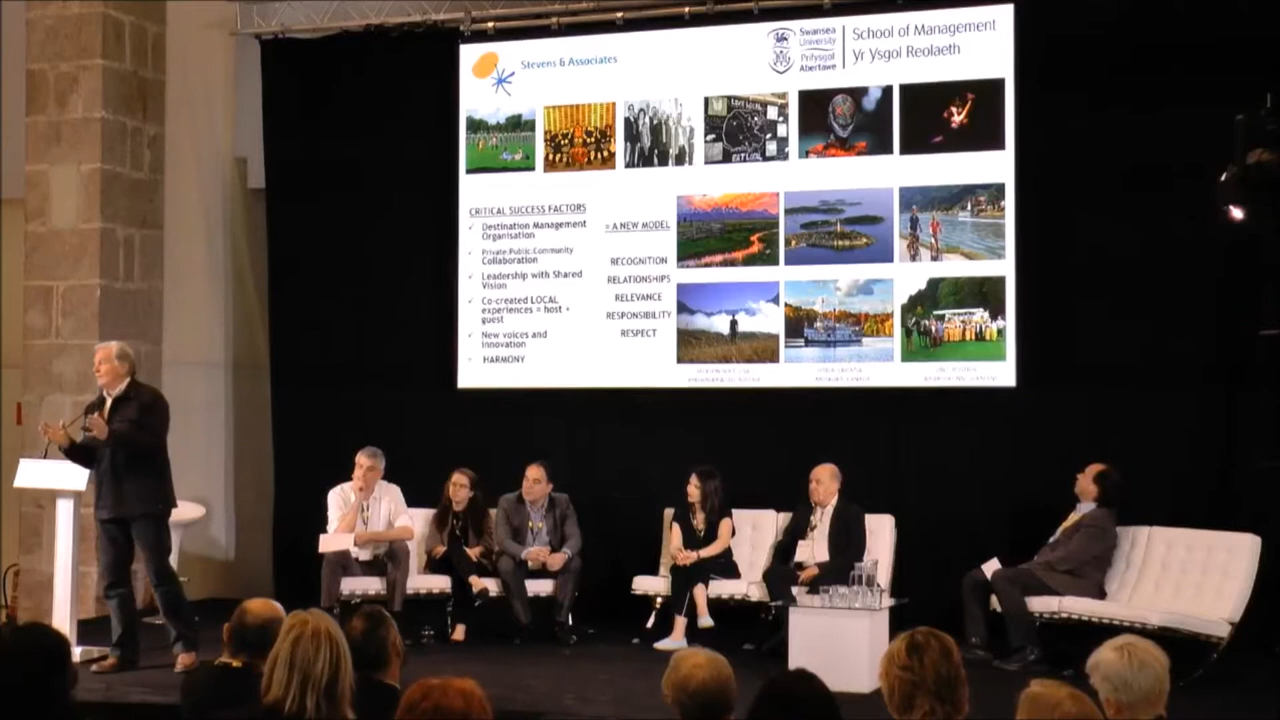 Stevens & Associates
Swansea
University
Prifysgol
Abertawe
School of Management
Yr Ysgol Reolaeth
EAT LOCAL
CRITICAL SUCCESS FACTORS
✓ Destination Management
Organisation
✓ Private:Public:Community
Collaboration
✓ Leadership with Shared
Vision
✓ Co-created LOCAL
experiences = host +
guest
✓ New voices and
innovation
= HARMONY
= A NEW MODEL
RECOGNITION
RELATIONSHIPS
RELEVANCE
RESPONSIBILITY
RESPECT